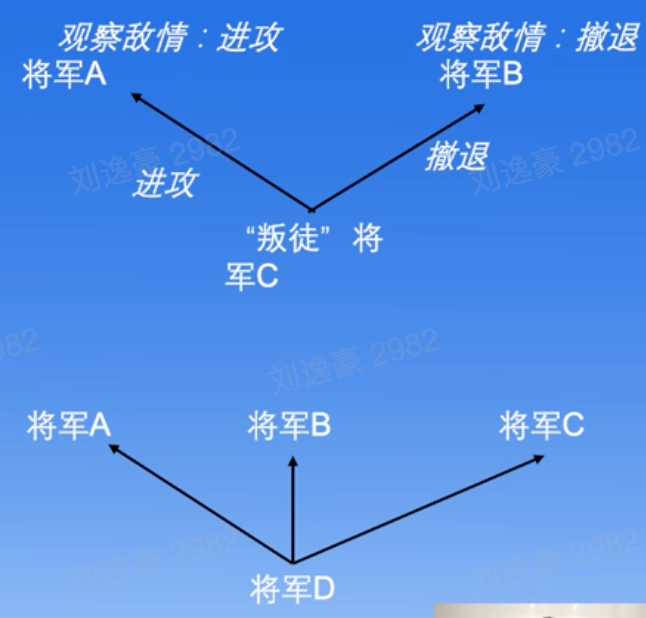 观察敌情：进攻
观察敌情：撤退
将军A
将军B
刘逸豪 2982
刘逸豪 2982
进攻
撤退
“叛徒” 将
军C
982
刘逸豪 2982
将军A
将军B
将军C
刘逸豪 2982
刘逸豪 2982
将军D